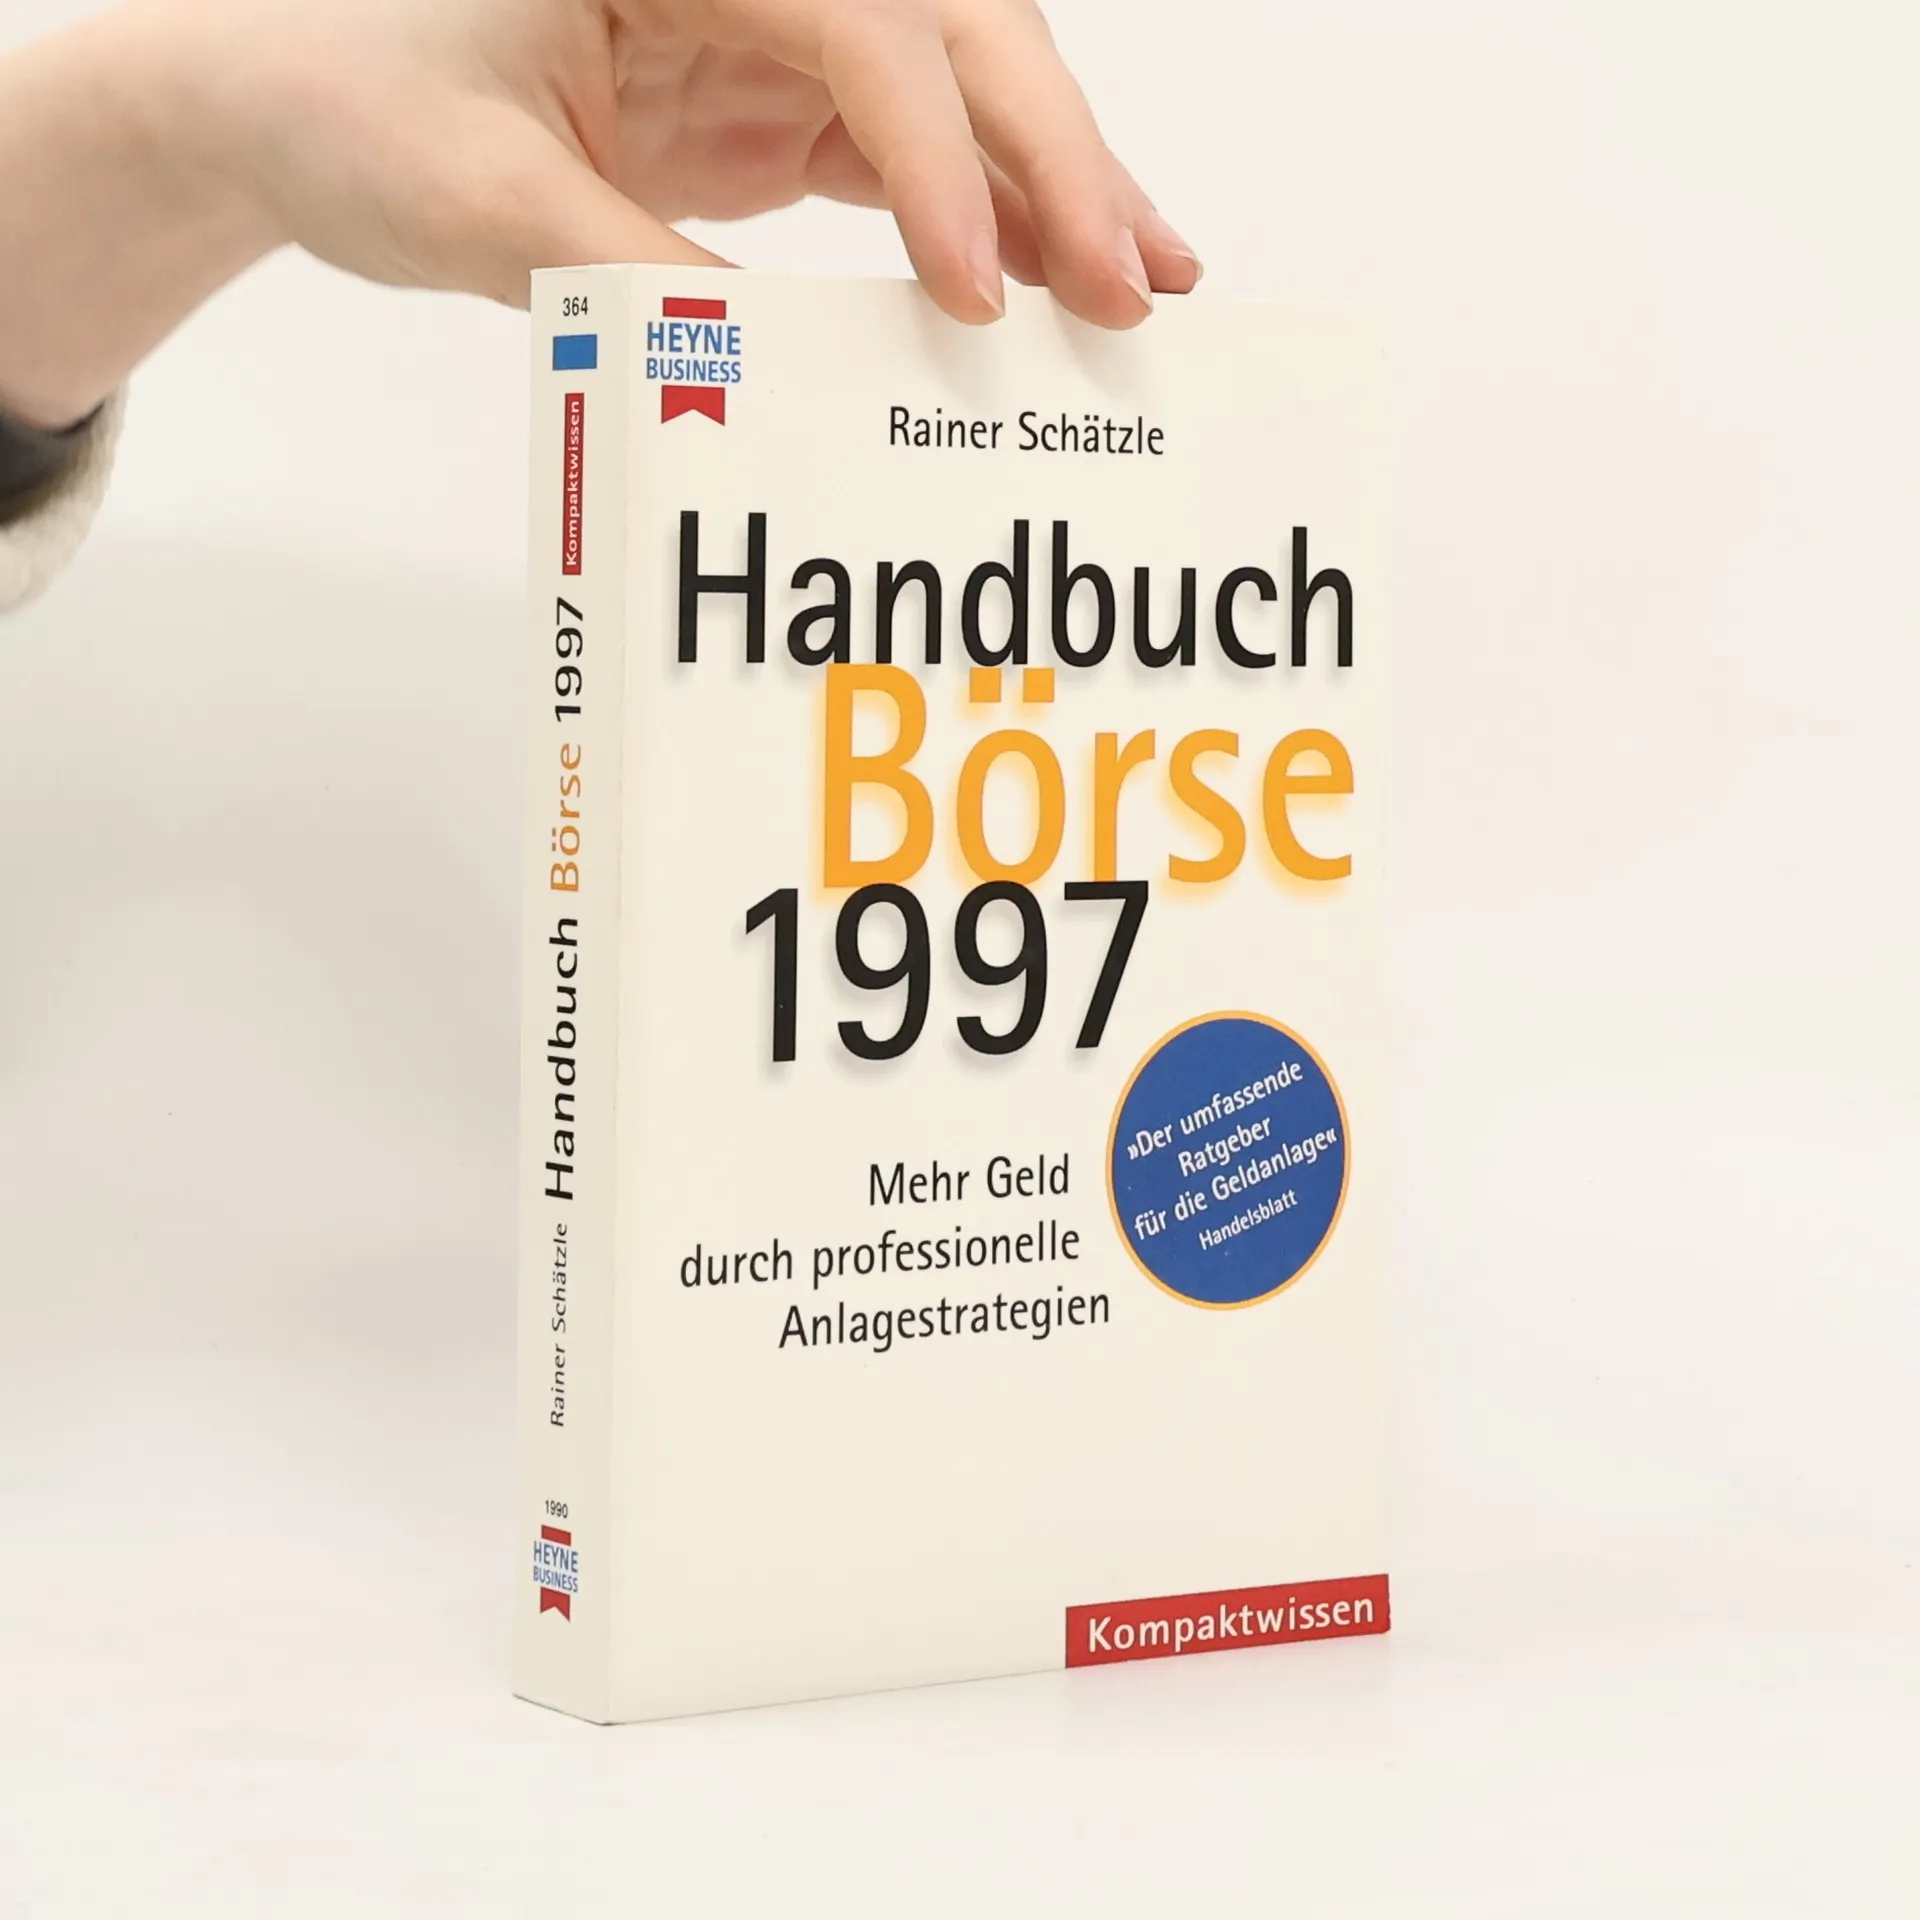 364
Kompaktwissen
Rainer Schätzle Handbuch Börse 1997
1990
HEYNE
BUSINESS
HEYNE
BUSINESS
Rainer Schätzle
Handbuch
Börse
1997
»Der umfassende
Ratgeber
für die Geldanlage«
Handelsblatt
Mehr Geld
durch professionelle
Anlagestrategien
Kompaktwissen